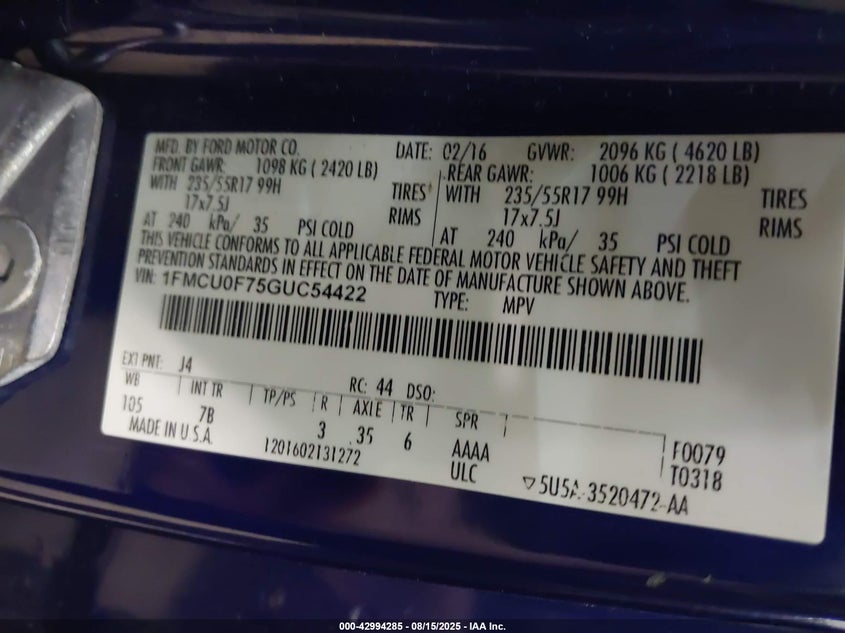 MFD. BY FORD MOTOR CO. DATE: 02/16 GVWR: 2096 KG ( 4620 LB)
FRONT GAWR: 1098 KG ( 2420 LB) REAR GAWR: 1006 KG ( 2218 LB)
WITH 235/55R17 99H TIRES WITH 235/55R17 99H TIRES
17x7.5J RIMS 17x7.5J RIMS
AT 240 kPa/ 35 PSI COLD AT 240 kPa/ 35 PSI COLD
THIS VEHICLE CONFORMS TO ALL APPLICABLE FEDERAL MOTOR VEHICLE SAFETY AND THEFT
PREVENTION STANDARDS IN EFFECT ON THE DATE OF MANUFACTURE SHOWN ABOVE.
VIN: 1FMCU0F75GUC54422 TYPE: MPV
EXT PNT: J4 RC: 44 DSO:
WB INT TR TP/PS R AXLE TR SPR
105 7B 3 .35 6 AAAA F0079
MADE IN U.S.A. 1201602131272 ULC T0318
▽5U5A-3520472-AA
000-42994285 - 08/15/2025 - IAA Inc.